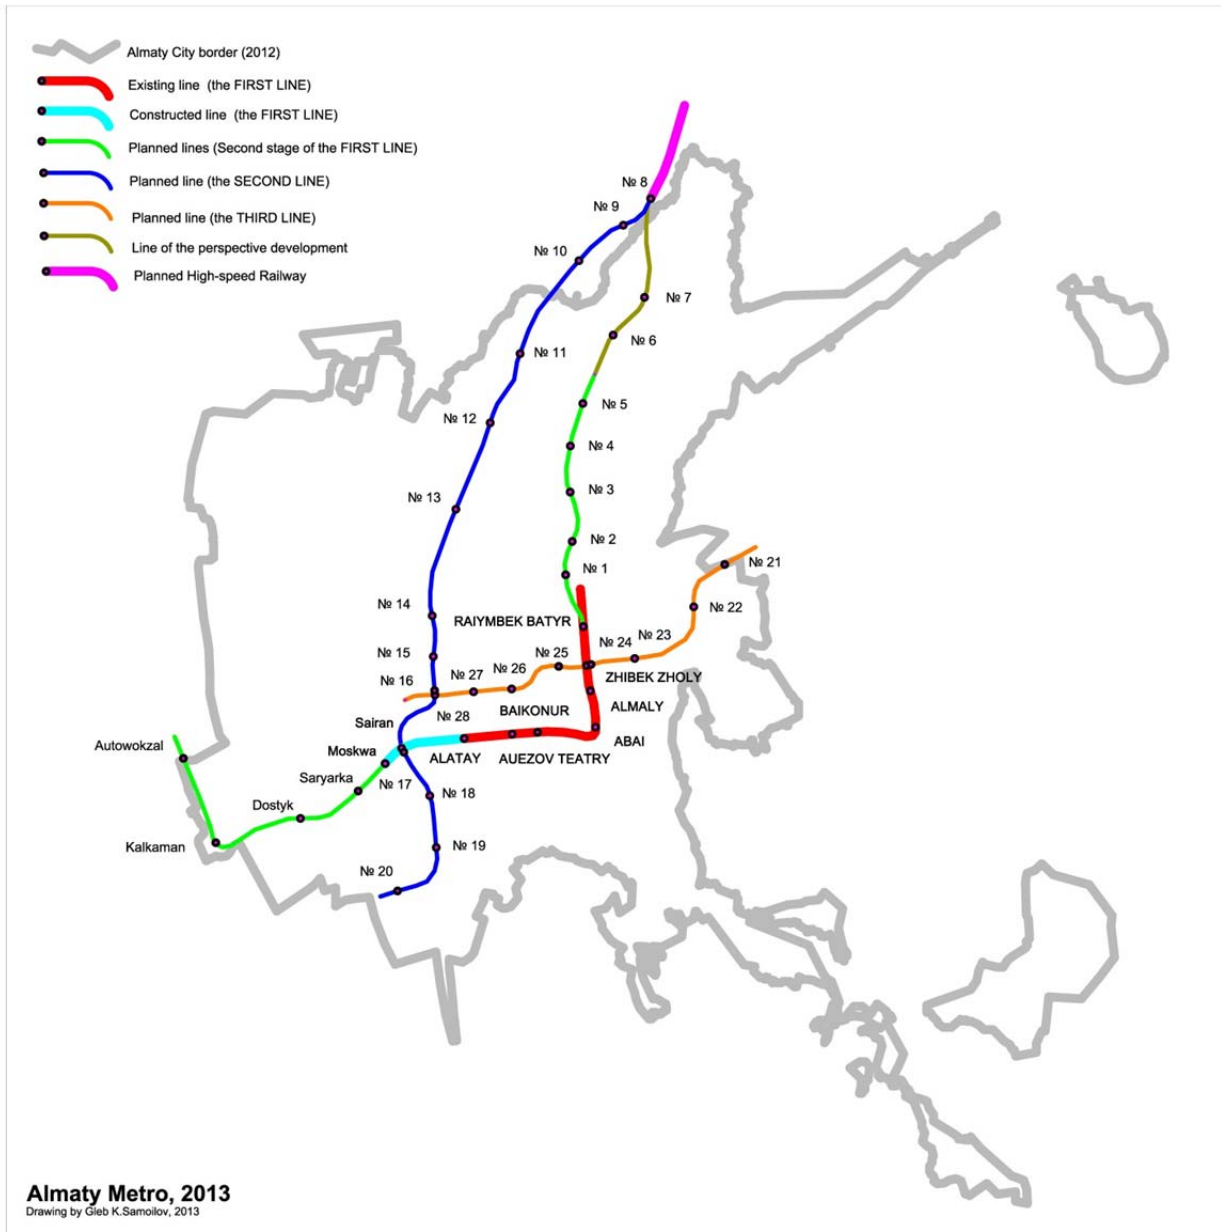 Almaty City border (2012)
Existing line (the FIRST LINE)
Constructed line (the FIRST LINE)
Planned lines (Second stage of the FIRST LINE)
Planned line (the SECOND LINE)
Planned line (the THIRD LINE)
Line of the perspective development
Planned High-speed Railway
№ 8
№ 9
№ 10
№ 7
№ 6
№ 11
№ 5
№ 12
№ 4
№ 3
№ 13
№ 2
№ 1
№ 21
№ 14
№ 22
RAIYMBEK BATYR
№ 15
№ 25
№ 24
№ 23
№ 16
№ 27
№ 26
ZHIBEK ZHOLY
Sairan
№ 28
BAIKONUR
ALMALY
Autowokzal
Moskwa
ALATAY
AUEZOV TEATRY
ABAI
Saryarka
№ 17
№ 18
Dostyk
Kalkaman
№ 19
№ 20
Almaty Metro, 2013
Drawing by Gleb K.Samoilov, 2013